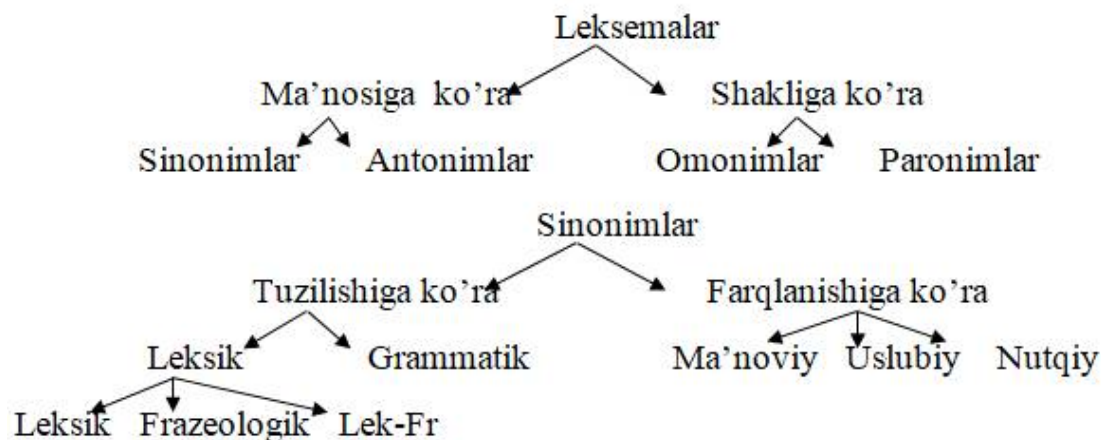 Leksemalar
Ma’nosiga ko’ra Shakliga ko’ra
Sinonimlar Antonimlar Omonimlar Paronimlar
Sinonimlar
Tuzilishiga ko’ra Farqlanishiga ko’ra
Leksik Grammatik Ma’noviy Uslubiy Nutqiy
Leksik Frazeologik Lek-Fr